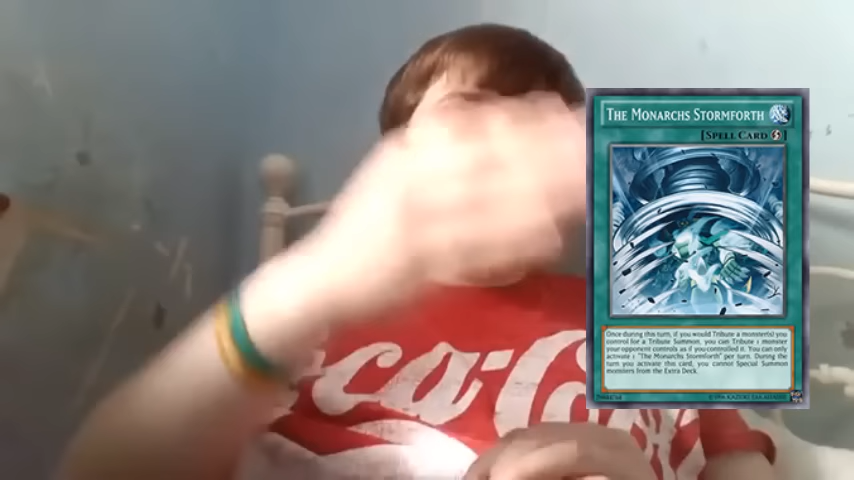 THE MONARCHS STORMFORTH
[SPELL CARD]
Once during this turn, if you would Tribute a monster(s) you
control for a Tribute Summon, you can Tribute 1 monster
your opponent controls as if you controlled it. You can only
activate 1 "The Monarchs Stormforth" per turn. During the
turn you activate this card, you cannot Special Summon
monsters from the Extra Deck.
©1996 KAZUKI TAKAHASHI
Coca-C